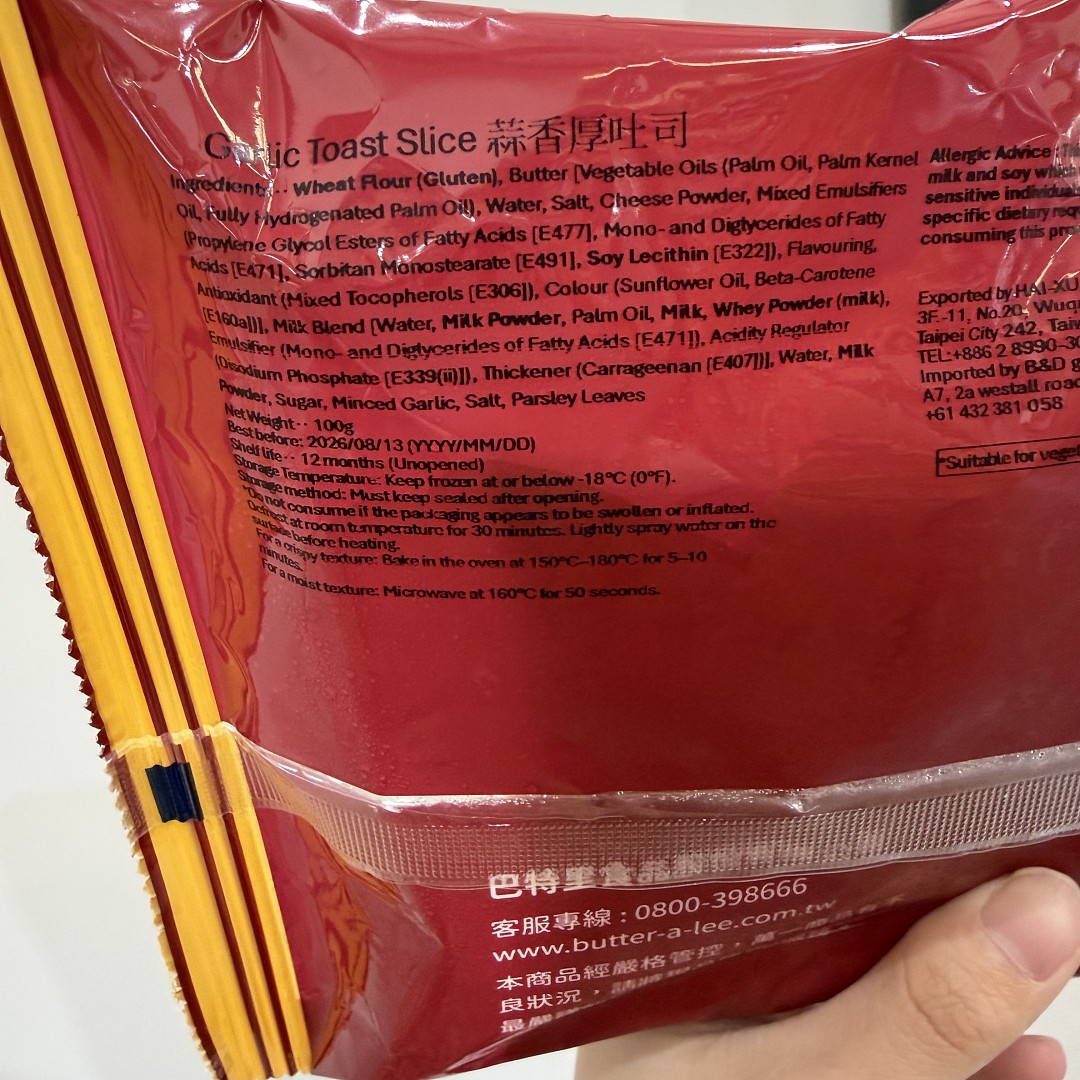 Garlic Toast Slice 蒜香厚吐司
Ingredients: Wheat Flour (Gluten), Butter [Vegetable Oils (Palm Oil, Palm Kernel
Oil, Fully Hydrogenated Palm Oil), Water, Salt, Cheese Powder, Mixed Emulsifiers
(Propylene Glycol Esters of Fatty Acids [E477], Mono- and Diglycerides of Fatty
Acids [E471], Sorbitan Monostearate [E491], Soy Lecithin [E322]), Flavouring,
Antioxidant (Mixed Tocopherols [E306]), Colour (Sunflower Oil, Beta-Carotene
[E160a])], Milk Blend [Water, Milk Powder, Palm Oil, Milk, Whey Powder (milk),
Emulsifier (Mono- and Diglycerides of Fatty Acids [E471]), Acidity Regulator
(Disodium Phosphate [E339(ii)]), Thickener (Carrageenan [E407])], Water, Milk
Powder, Sugar, Minced Garlic, Salt, Parsley Leaves
Net Weight: 100g
Best before: 2026/08/13 (YYYY/MM/DD)
Shelf life: 12 months (Unopened)
Storage Temperature: Keep frozen at or below -18°C (0°F).
Storage method: Must keep sealed after opening.
*Do not consume if the packaging appears to be swollen or inflated.
Defrost at room temperature for 30 minutes. Lightly spray water on the
surface before heating.
For a crispy texture: Bake in the oven at 150°C–180°C for 5–10
minutes.
For a moist texture: Microwave at 160°C for 50 seconds.
Allergic Advice
milk and soy which
sensitive
specific dietary
consuming this
Exported by HAI-XU
3F.-11, No.20,
Taipei City 242,
TEL:+886 2 8990-30
Imported by B&D
A7, 2a westall road
+61 432 381 058
*Suitable for
巴特里食品
客服專線：0800-398666
www.butter-a-lee.com.tw
本商品經嚴格管控，萬一
良狀況，